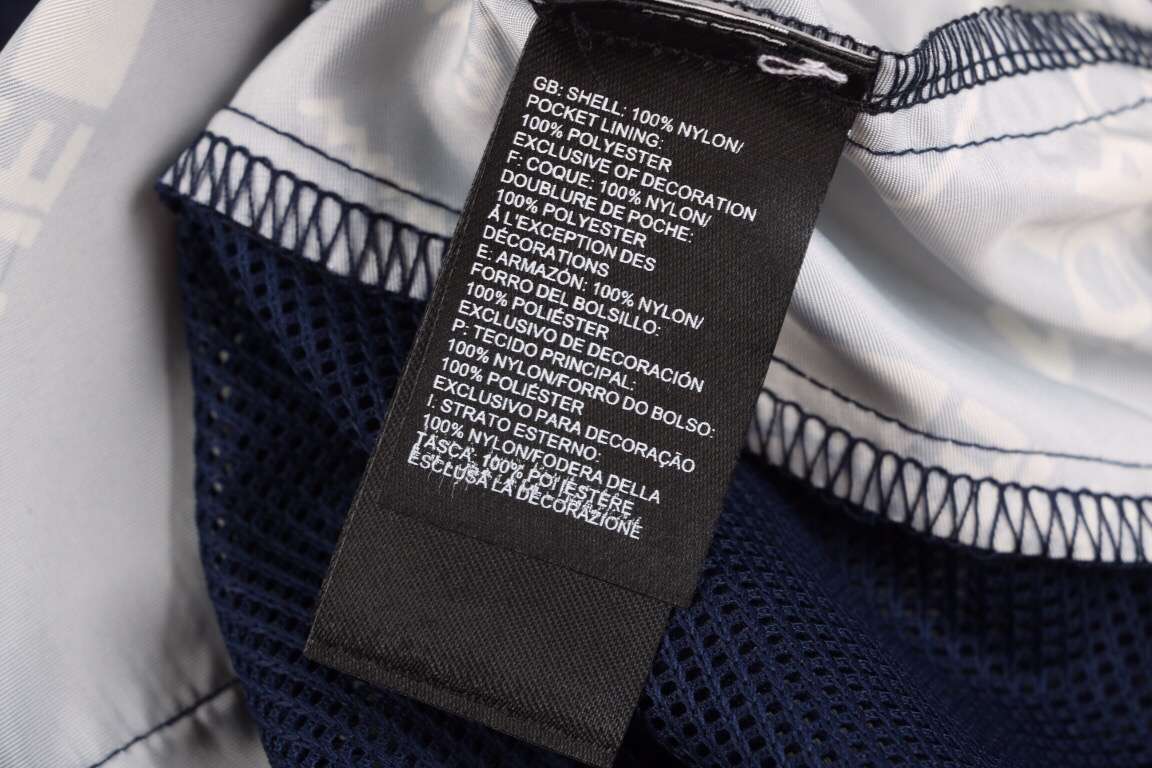 GB: SHELL: 100% NYLON/
POCKET LINING:
100% POLYESTER
EXCLUSIVE OF DECORATION
F: COQUE: 100% NYLON/
DOUBLURE DE POCHE:
100% POLYESTER
À L'EXCEPTION DES
DÉCORATIONS
E: ARMAZÓN: 100% NYLON/
FORRO DEL BOLSILLO:
100% POLIÉSTER
EXCLUSIVO DE DECORACIÓN
P: TECIDO PRINCIPAL:
100% NYLON/FORRO DO BOLSO:
100% POLIÉSTER
EXCLUSIVO PARA DECORAÇÃO
I. STRATO ESTERNO:
100% NYLON/FODERA DELLA
TASCA: 100% POLIESTERE
ESCLUSA LA DECORAZIONE